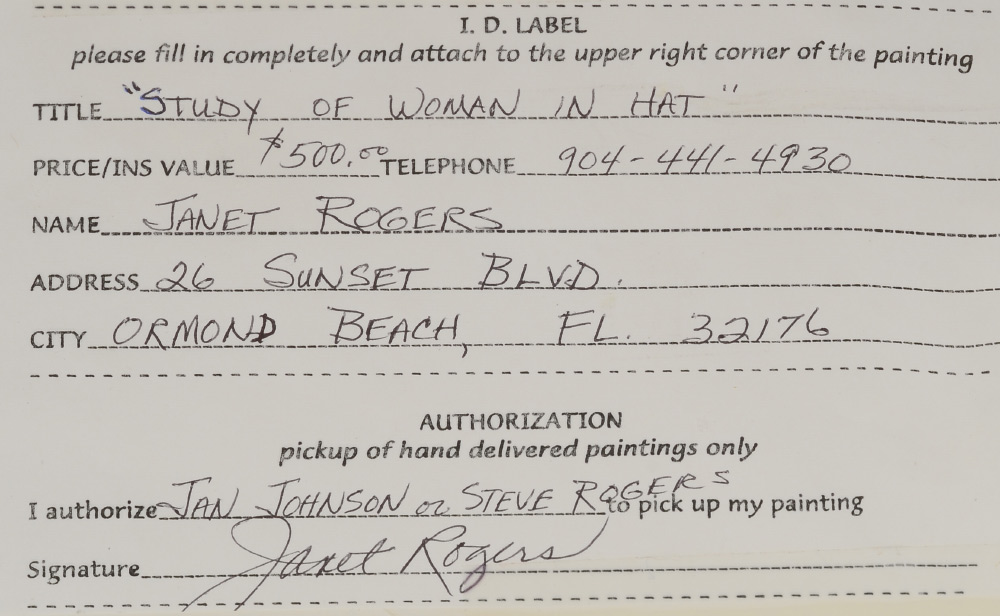 I. D. LABEL
please fill in completely and attach to the upper right corner of the painting
TITLE "STUDY OF WOMAN IN HAT"
PRICE/INS VALUE $500.00 TELEPHONE 904-441-4930
NAME JANET ROGERS
ADDRESS 26 SUNSET BLVD.
CITY ORMOND BEACH, FL. 32176
AUTHORIZATION
pickup of hand delivered paintings only
I authorize JAN JOHNSON or STEVE ROGERS to pick up my painting
Signature Janet Rogers